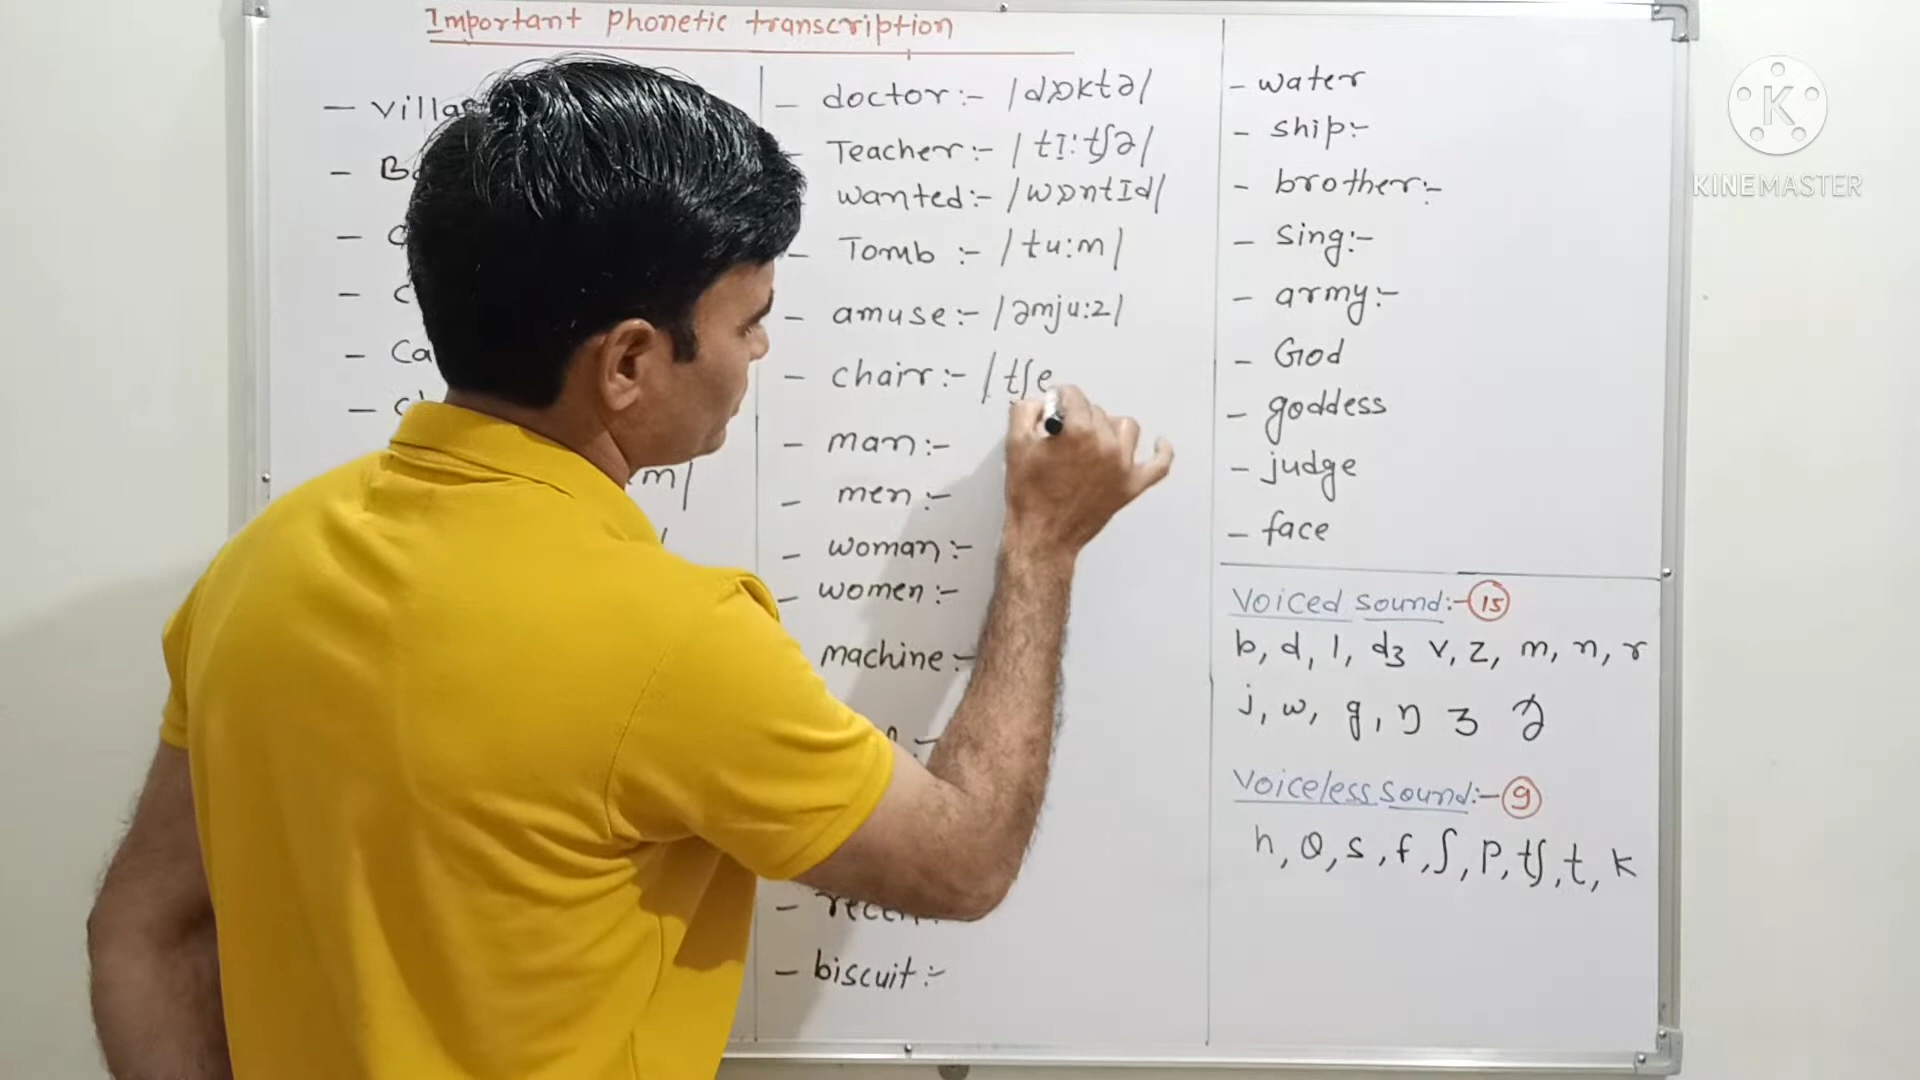 Important phonetic transcription
- villa
- B
- C
- C
- Ca
- ch
m/
/
- doctor:- /dɒktə/
Teacher:- /tI:tʃə/
wanted:- /wɒntId/
- Tomb :- /tu:m/
- amuse:- /əmju:z/
- chair:- /tʃe
- man:-
- men:-
- woman:-
- women:-
machine:-
- biscuit:-
- water
- ship:-
- brother:-
- sing:-
- army:-
- God
- goddess
- judge
- face
Voiced sound:- 15
b, d, l, dʒ v, z, m, n, r
j, w, g, ŋ ʒ ð
Voiceless sound:- 9
h, θ, s, f, ʃ, p, tʃ, t, k
K
KINEMASTER